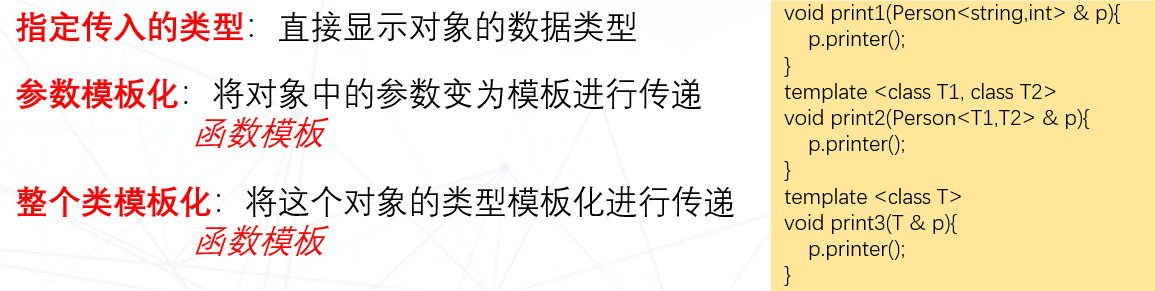 指定传入的类型：直接显示对象的数据类型
参数模板化：将对象中的参数变为模板进行传递
函数模板
整个类模板化：将这个对象的类型模板化进行传递
函数模板
void print1(Person<string,int> & p){
    p.printer();
}
template <class T1, class T2>
void print2(Person<T1,T2> & p){
    p.printer();
}
template <class T>
void print3(T & p){
    p.printer();
}